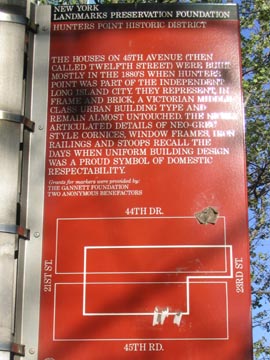 NEW YORK
LANDMARKS PRESERVATION FOUNDATION
HUNTERS POINT HISTORIC DISTRICT
THE HOUSES ON 45TH AVENUE (THEN
CALLED TWELFTH STREET) WERE BUILT
MOSTLY IN THE 1880'S WHEN HUNTER'S
POINT WAS PART OF THE INDEPENDENT
LONG ISLAND CITY. THEY REPRESENT, IN
FRAME AND BRICK, A VICTORIAN MIDDLE
CLASS URBAN BUILDING TYPE AND
REMAIN ALMOST UNTOUCHED. THE
ARTICULATED DETAILS OF NEO-GREC
STYLE CORNICES, WINDOW FRAMES, IRON
RAILINGS AND STOOPS RECALL THE
DAYS WHEN UNIFORM BUILDING DESIGN
WAS A PROUD SYMBOL OF DOMESTIC
RESPECTABILITY.
Grants for markers were provided by:
THE GANNETT FOUNDATION
TWO ANONYMOUS BENEFACTORS
44TH DR.
21ST ST.
23RD ST.
45TH RD.